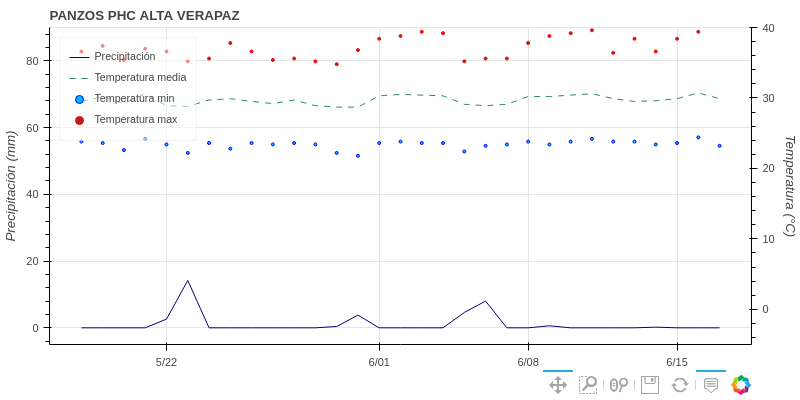 PANZOS PHC ALTA VERAPAZ
Precipitación
Temperatura media
Temperatura min
Temperatura max
Precipitación (mm)
80
60
40
20
0
Temperatura (°C)
40
30
20
10
0
5/22
6/01
6/08
6/15